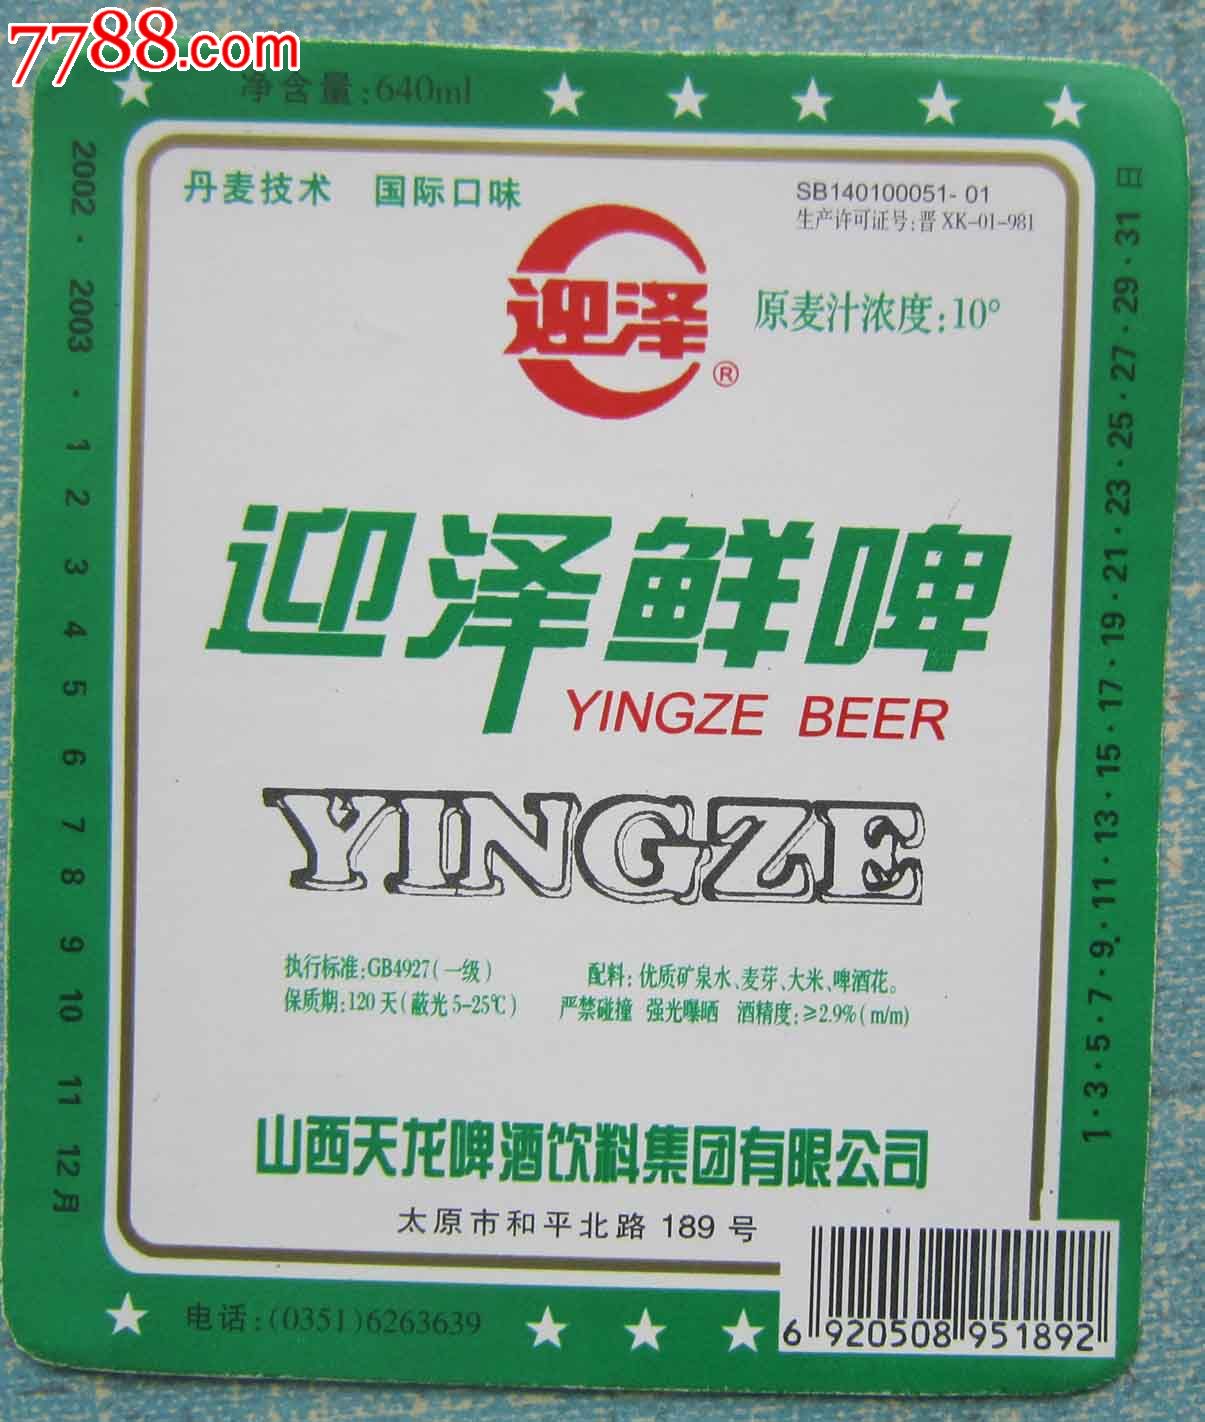 7788.com
净含量:640ml
丹麦技术 国际口味
SB140100051- 01
生产许可证号:晋 XK-01-981
迎泽
®
原麦汁浓度:10°
迎泽鲜啤
YINGZE BEER
YINGZE
执行标准:GB4927(一级)
保质期:120天(蔽光5-25℃)
配料:优质矿泉水、麦芽、大米、啤酒花。
严禁碰撞 强光曝晒 酒精度:≥2.9%(m/m)
山西天龙啤酒饮料集团有限公司
太原市和平北路 189 号
电话:(0351)6263639
6 920508 951892
2002 · 2003 · 1 2 3 4 5 6 7 8 9 10 11 12月
1·3·5·7·9·11·13·15·17·19·21·23·25·27·29·31日